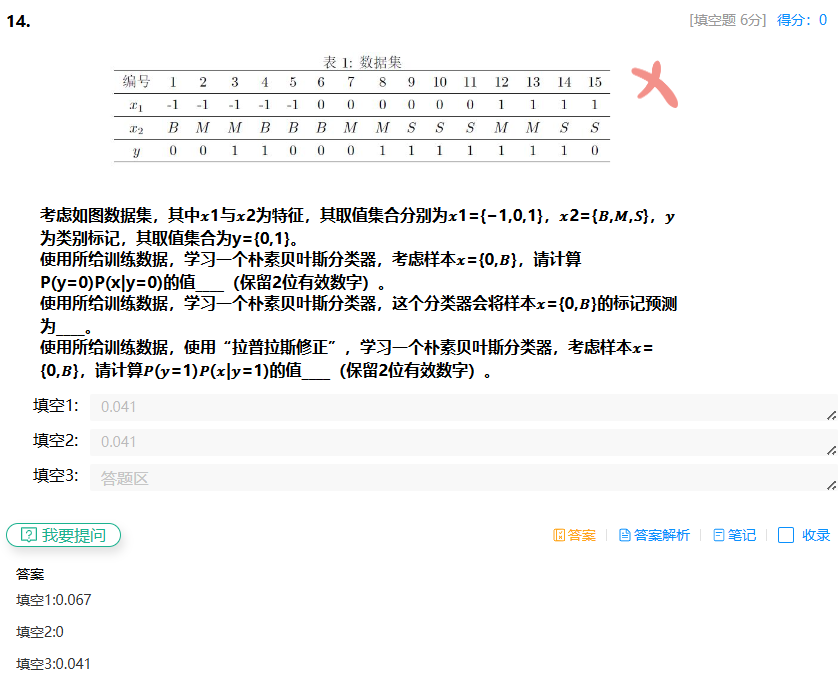 14.
[填空题 6分] 得分：0
表 1: 数据集
编号 1 2 3 4 5 6 7 8 9 10 11 12 13 14 15
x1 -1 -1 -1 -1 -1 0 0 0 0 0 0 1 1 1 1
x2 B M M B B B M M S S S M M S S
y 0 0 1 1 0 0 0 1 1 1 1 1 1 1 0
考虑如图数据集，其中x1与x2为特征，其取值集合分别为x1={−1,0,1}，x2={B,M,S}，y
为类别标记，其取值集合为y={0,1}。
使用所给训练数据，学习一个朴素贝叶斯分类器，考虑样本x={0,B}，请计算
P(y=0)P(x|y=0)的值____（保留2位有效数字）。
使用所给训练数据，学习一个朴素贝叶斯分类器，这个分类器会将样本x={0,B}的标记预测
为____。
使用所给训练数据，使用“拉普拉斯修正”，学习一个朴素贝叶斯分类器，考虑样本x=
{0,B}，请计算P(y=1)P(x|y=1)的值____（保留2位有效数字）。
填空1: 0.041
填空2: 0.041
填空3: 答题区
我要提问
答案 答案解析 笔记 收录
答案
填空1:0.067
填空2:0
填空3:0.041